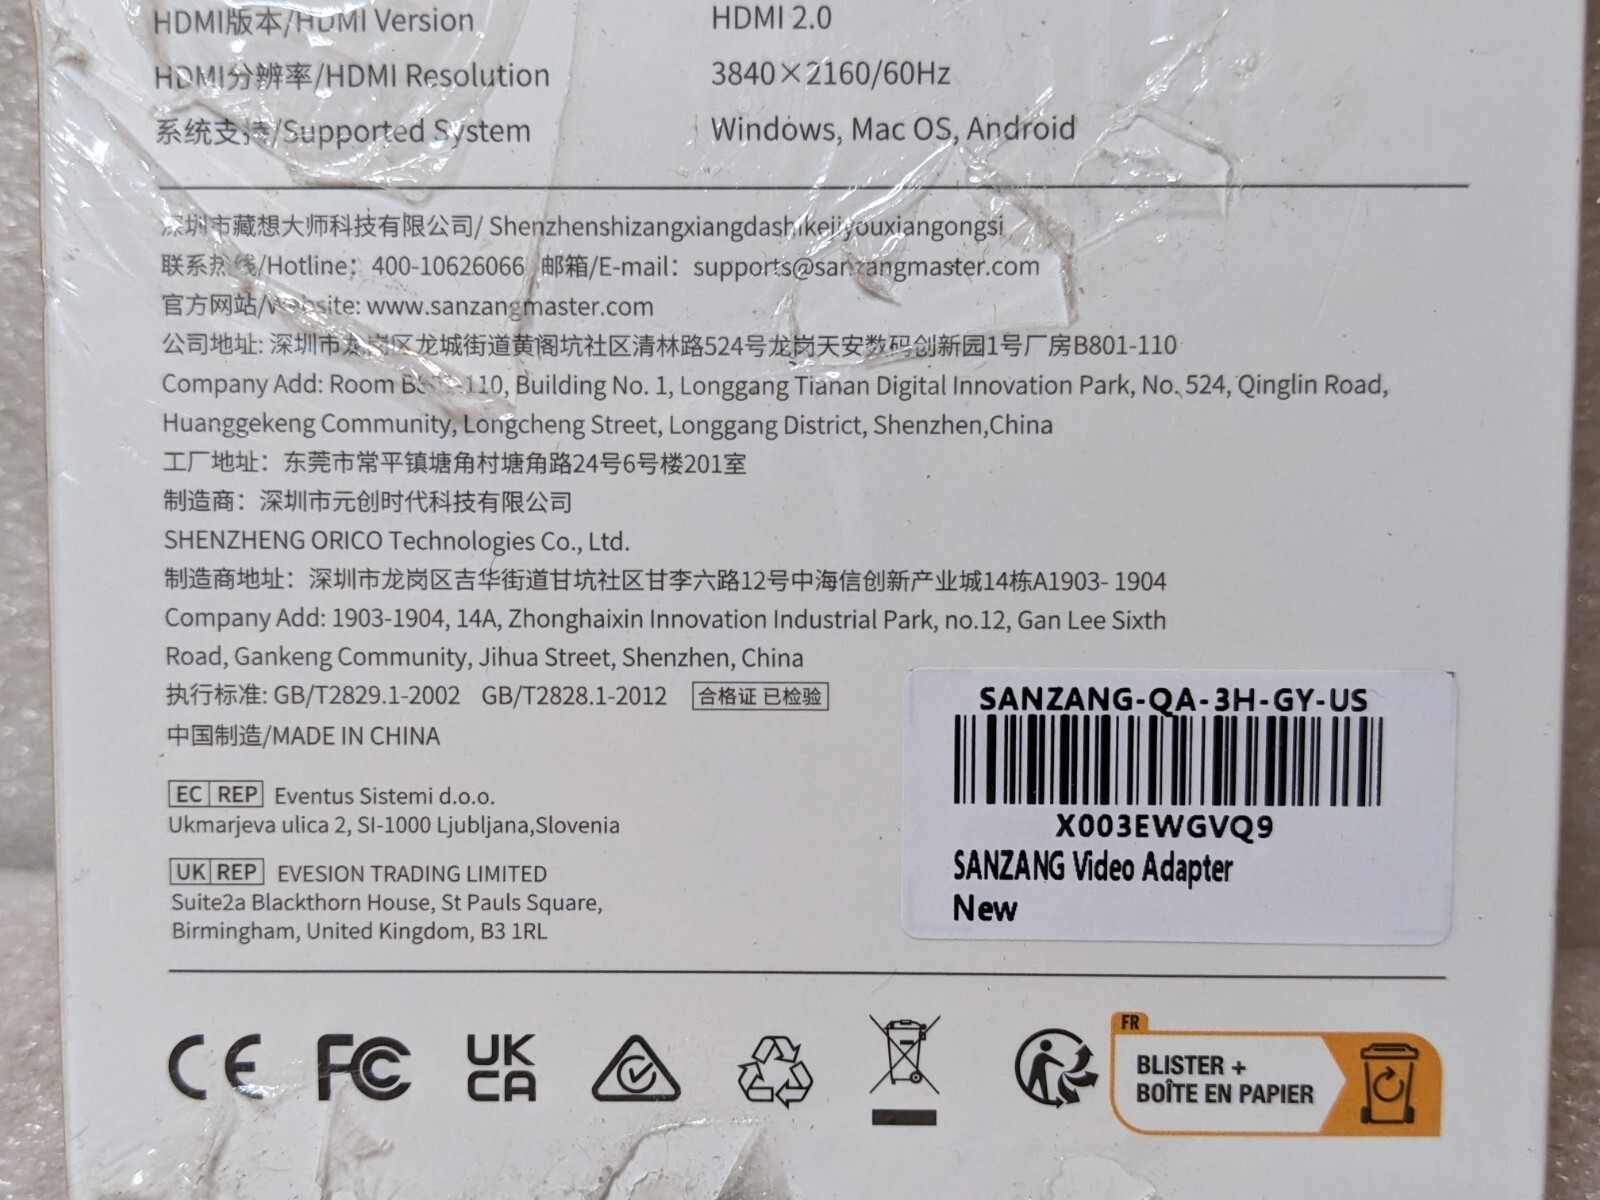 HDMI版本/HDMI Version HDMI 2.0
HDMI分辨率/HDMI Resolution 3840×2160/60Hz
系统支持/Supported System Windows, Mac OS, Android
深圳市藏想大师科技有限公司/ Shenzhenshizangxiangdashikejiyouxiangongsi
联系热线/Hotline：400-10626066 邮箱/E-mail：supports@sanzangmaster.com
官方网站/Website: www.sanzangmaster.com
公司地址: 深圳市龙岗区龙城街道黄阁坑社区清林路524号龙岗天安数码创新园1号厂房B801-110
Company Add: Room B801-110, Building No. 1, Longgang Tianan Digital Innovation Park, No. 524, Qinglin Road,
Huanggekeng Community, Longcheng Street, Longgang District, Shenzhen,China
工厂地址：东莞市常平镇塘角村塘角路24号6号楼201室
制造商：深圳市元创时代科技有限公司
SHENZHENG ORICO Technologies Co., Ltd.
制造商地址：深圳市龙岗区吉华街道甘坑社区甘李六路12号中海信创新产业城14栋A1903- 1904
Company Add: 1903-1904, 14A, Zhonghaixin Innovation Industrial Park, no.12, Gan Lee Sixth
Road, Gankeng Community, Jihua Street, Shenzhen, China
执行标准: GB/T2829.1-2002 GB/T2828.1-2012 合格证 已检验
中国制造/MADE IN CHINA
EC REP Eventus Sistemi d.o.o.
Ukmarjeva ulica 2, SI-1000 Ljubljana,Slovenia
UK REP EVESION TRADING LIMITED
Suite2a Blackthorn House, St Pauls Square,
Birmingham, United Kingdom, B3 1RL
SANZANG-QA-3H-GY-US
X003EWGVQ9
SANZANG Video Adapter
New
CE FC UK
CA
FR
BLISTER +
BOÎTE EN PAPIER